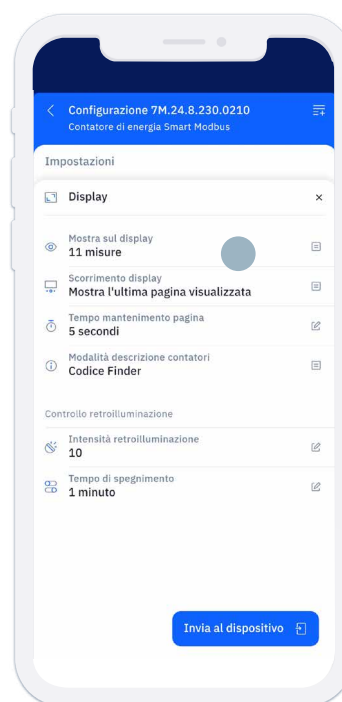 Configurazione 7M.24.8.230.0210
Contatore di energia Smart Modbus
Impostazioni
Display
Mostra sul display
11 misure
Scorrimento display
Mostra l'ultima pagina visualizzata
Tempo mantenimento pagina
5 secondi
Modalità descrizione contatori
Codice Finder
Controllo retroilluminazione
Intensità retroilluminazione
10
Tempo di spegnimento
1 minuto
Invia al dispositivo